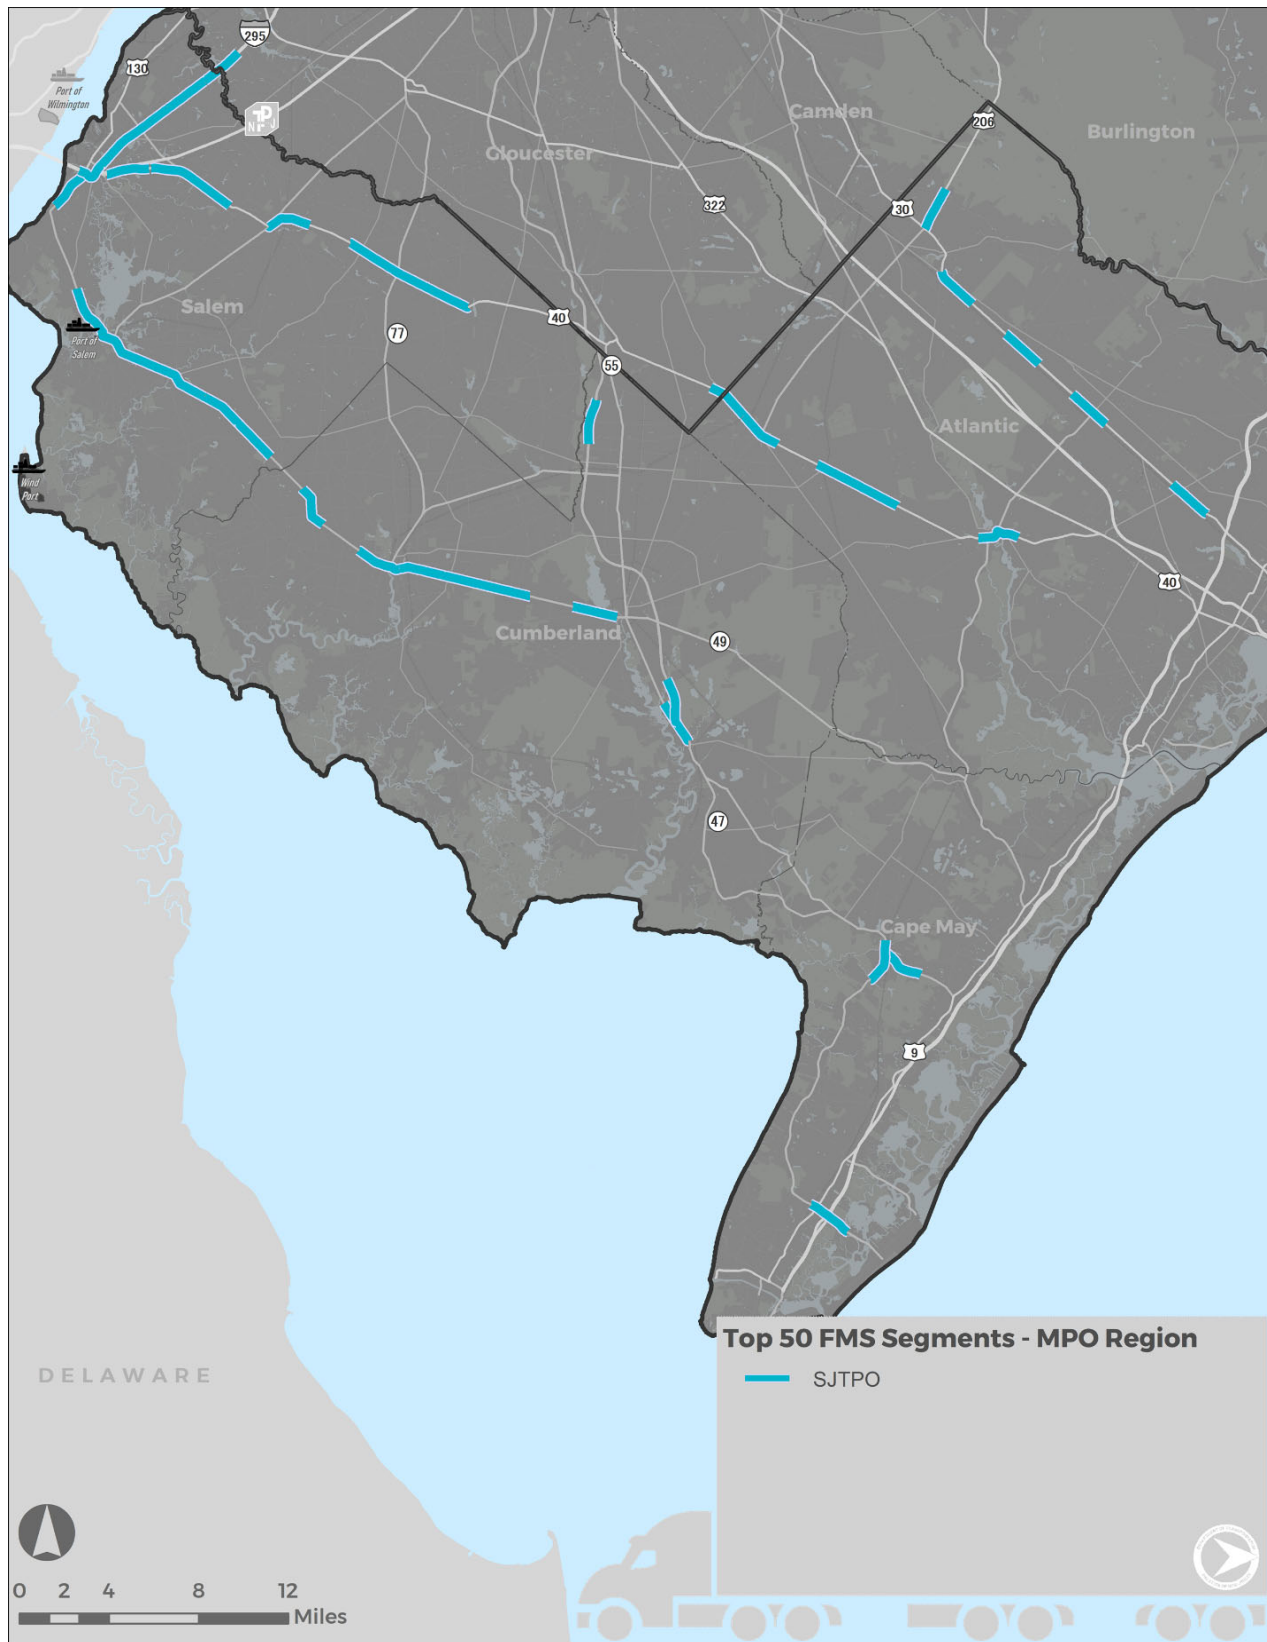 295
130
Port of
Wilmington
N
TP
J
Camden
206
Burlington
Gloucester
322
30
Salem
40
77
Port of
Salem
55
Atlantic
Wind
Port
40
Cumberland
49
47
Cape May
9
Top 50 FMS Segments - MPO Region
SJTPO
DELAWARE
0 2 4 8 12
Miles